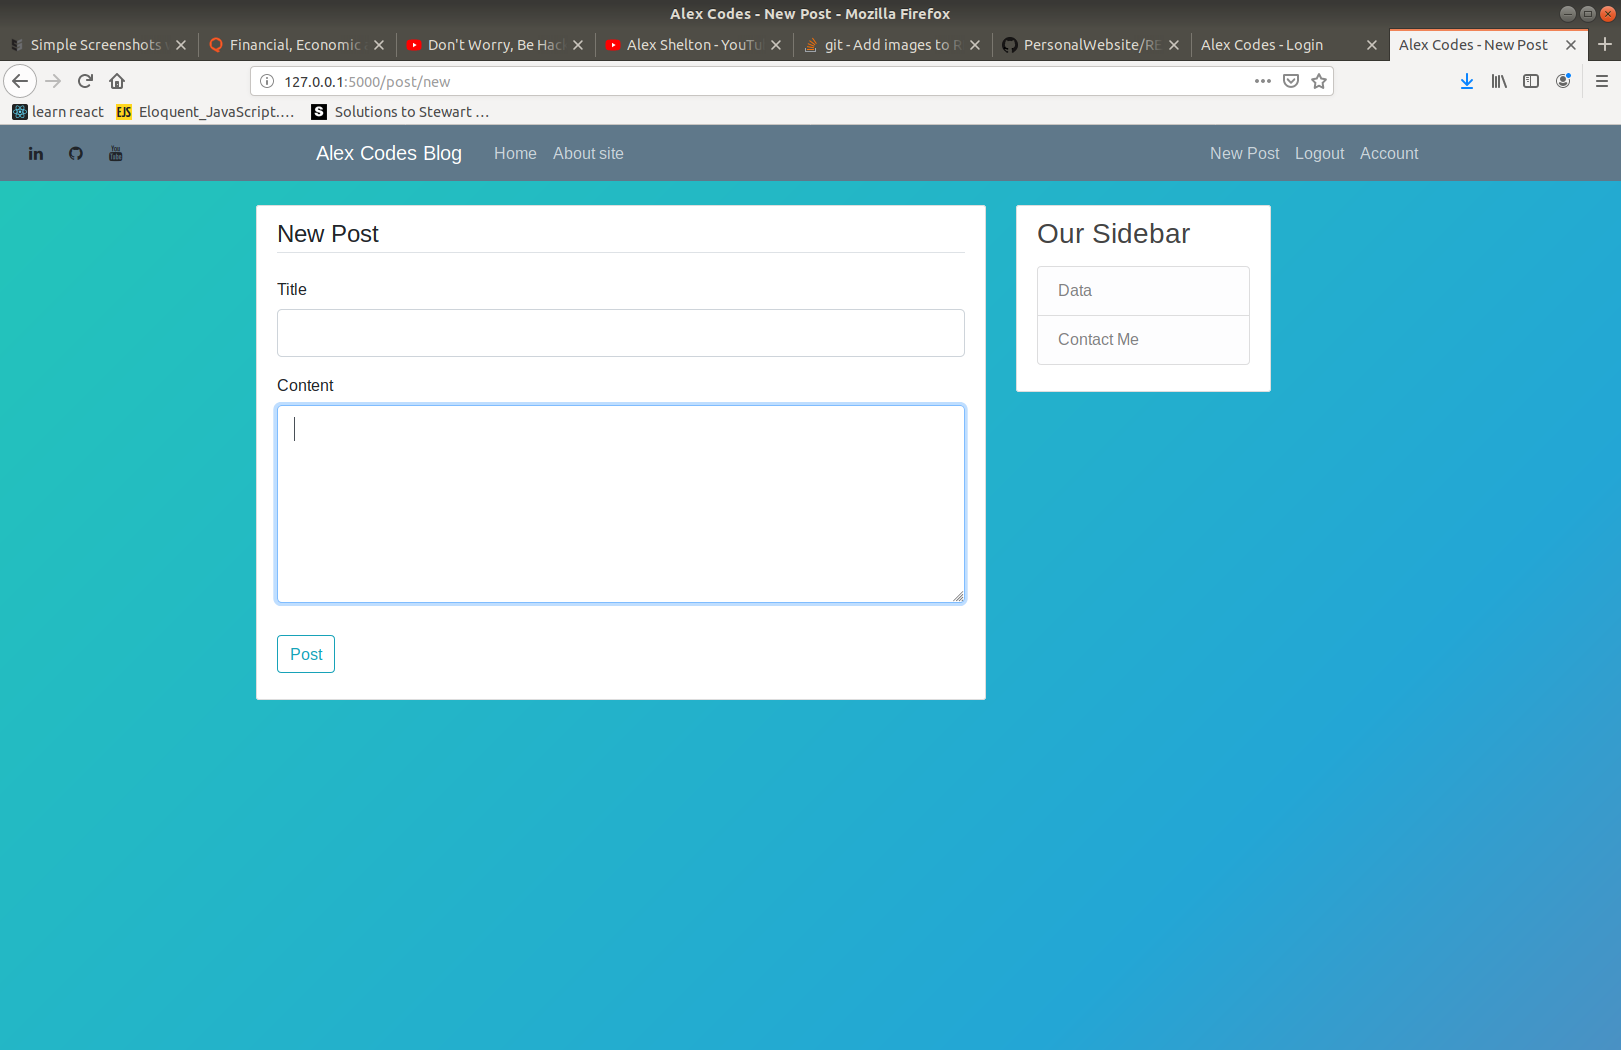 Alex Codes - New Post - Mozilla Firefox
Simple Screenshots
Financial, Economic
Don't Worry, Be Hac
Alex Shelton - YouTu
git - Add images to R
PersonalWebsite/RE
Alex Codes - Login
Alex Codes - New Post
127.0.0.1:5000/post/new
learn react
EJS Eloquent_JavaScript....
S Solutions to Stewart ...
in
You Tube
Alex Codes Blog
Home
About site
New Post
Logout
Account
New Post
Title
Content
Post
Our Sidebar
Data
Contact Me